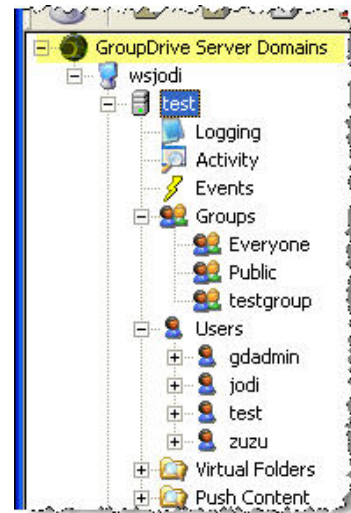 GroupDrive Server Domains
wsjodi
test
Logging
Activity
Events
Groups
Everyone
Public
testgroup
Users
gdadmin
jodi
test
zuzu
Virtual Folders
Push Content